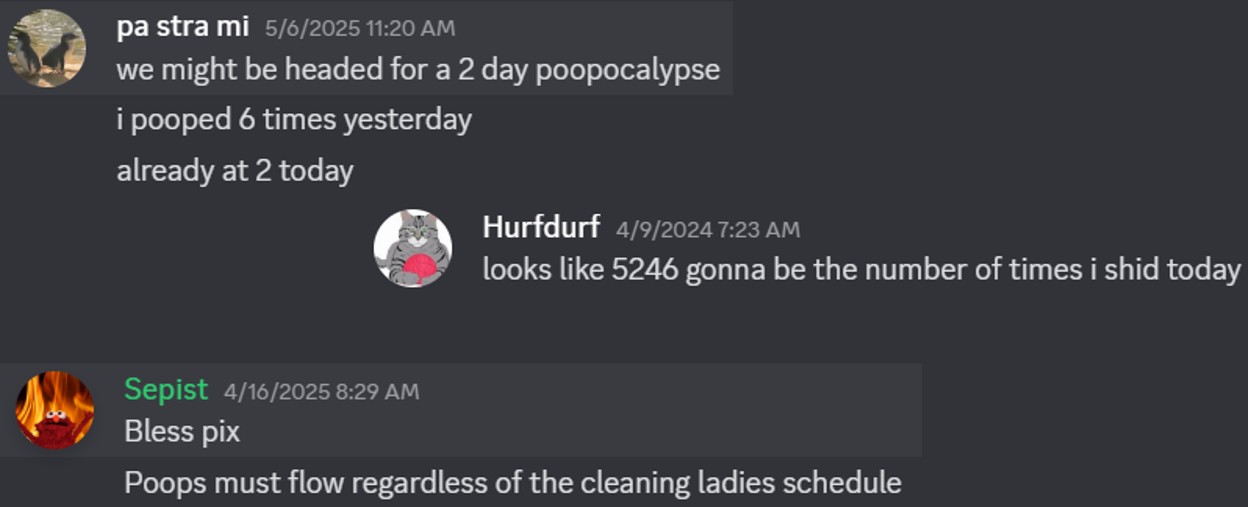 pa stra mi 5/6/2025 11:20 AM
we might be headed for a 2 day poopocalypse
i pooped 6 times yesterday
already at 2 today
Hurfdurf 4/9/2024 7:23 AM
looks like 5246 gonna be the number of times i shid today
Sepist 4/16/2025 8:29 AM
Bless pix
Poops must flow regardless of the cleaning ladies schedule